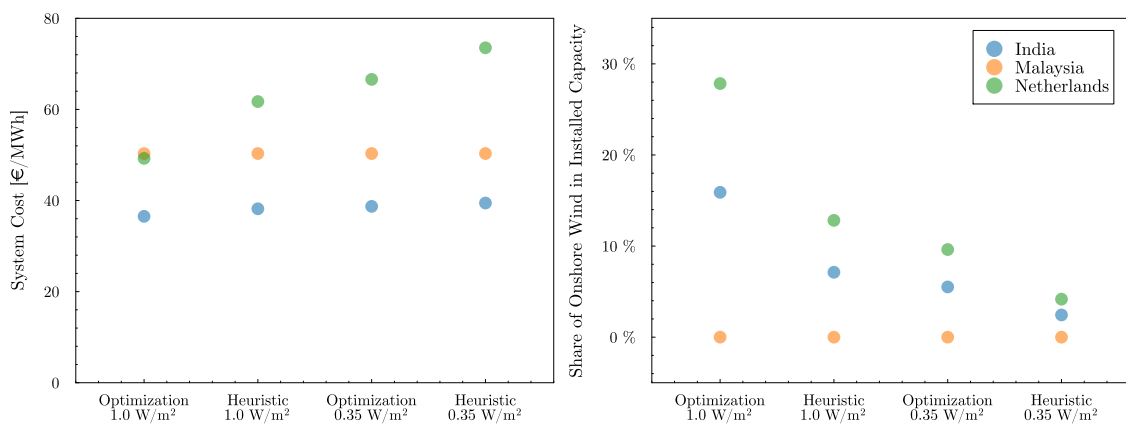 System Cost [€/MWh]
80
60
40
20
0
Optimization
1.0 W/m²
Heuristic
1.0 W/m²
Optimization
0.35 W/m²
Heuristic
0.35 W/m²
Share of Onshore Wind in Installed Capacity
30 %
20 %
10 %
0 %
India
Malaysia
Netherlands
Optimization
1.0 W/m²
Heuristic
1.0 W/m²
Optimization
0.35 W/m²
Heuristic
0.35 W/m²